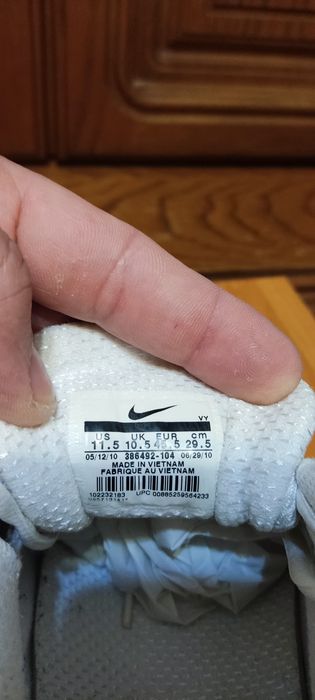 VY
US UK EUR cm
11.5 10.5 45.5 29.5
05/12/10 386492-104 06/29/10
MADE IN VIETNAM
FABRIQUE AU VIETNAM
102232183 UPC 00885259564233